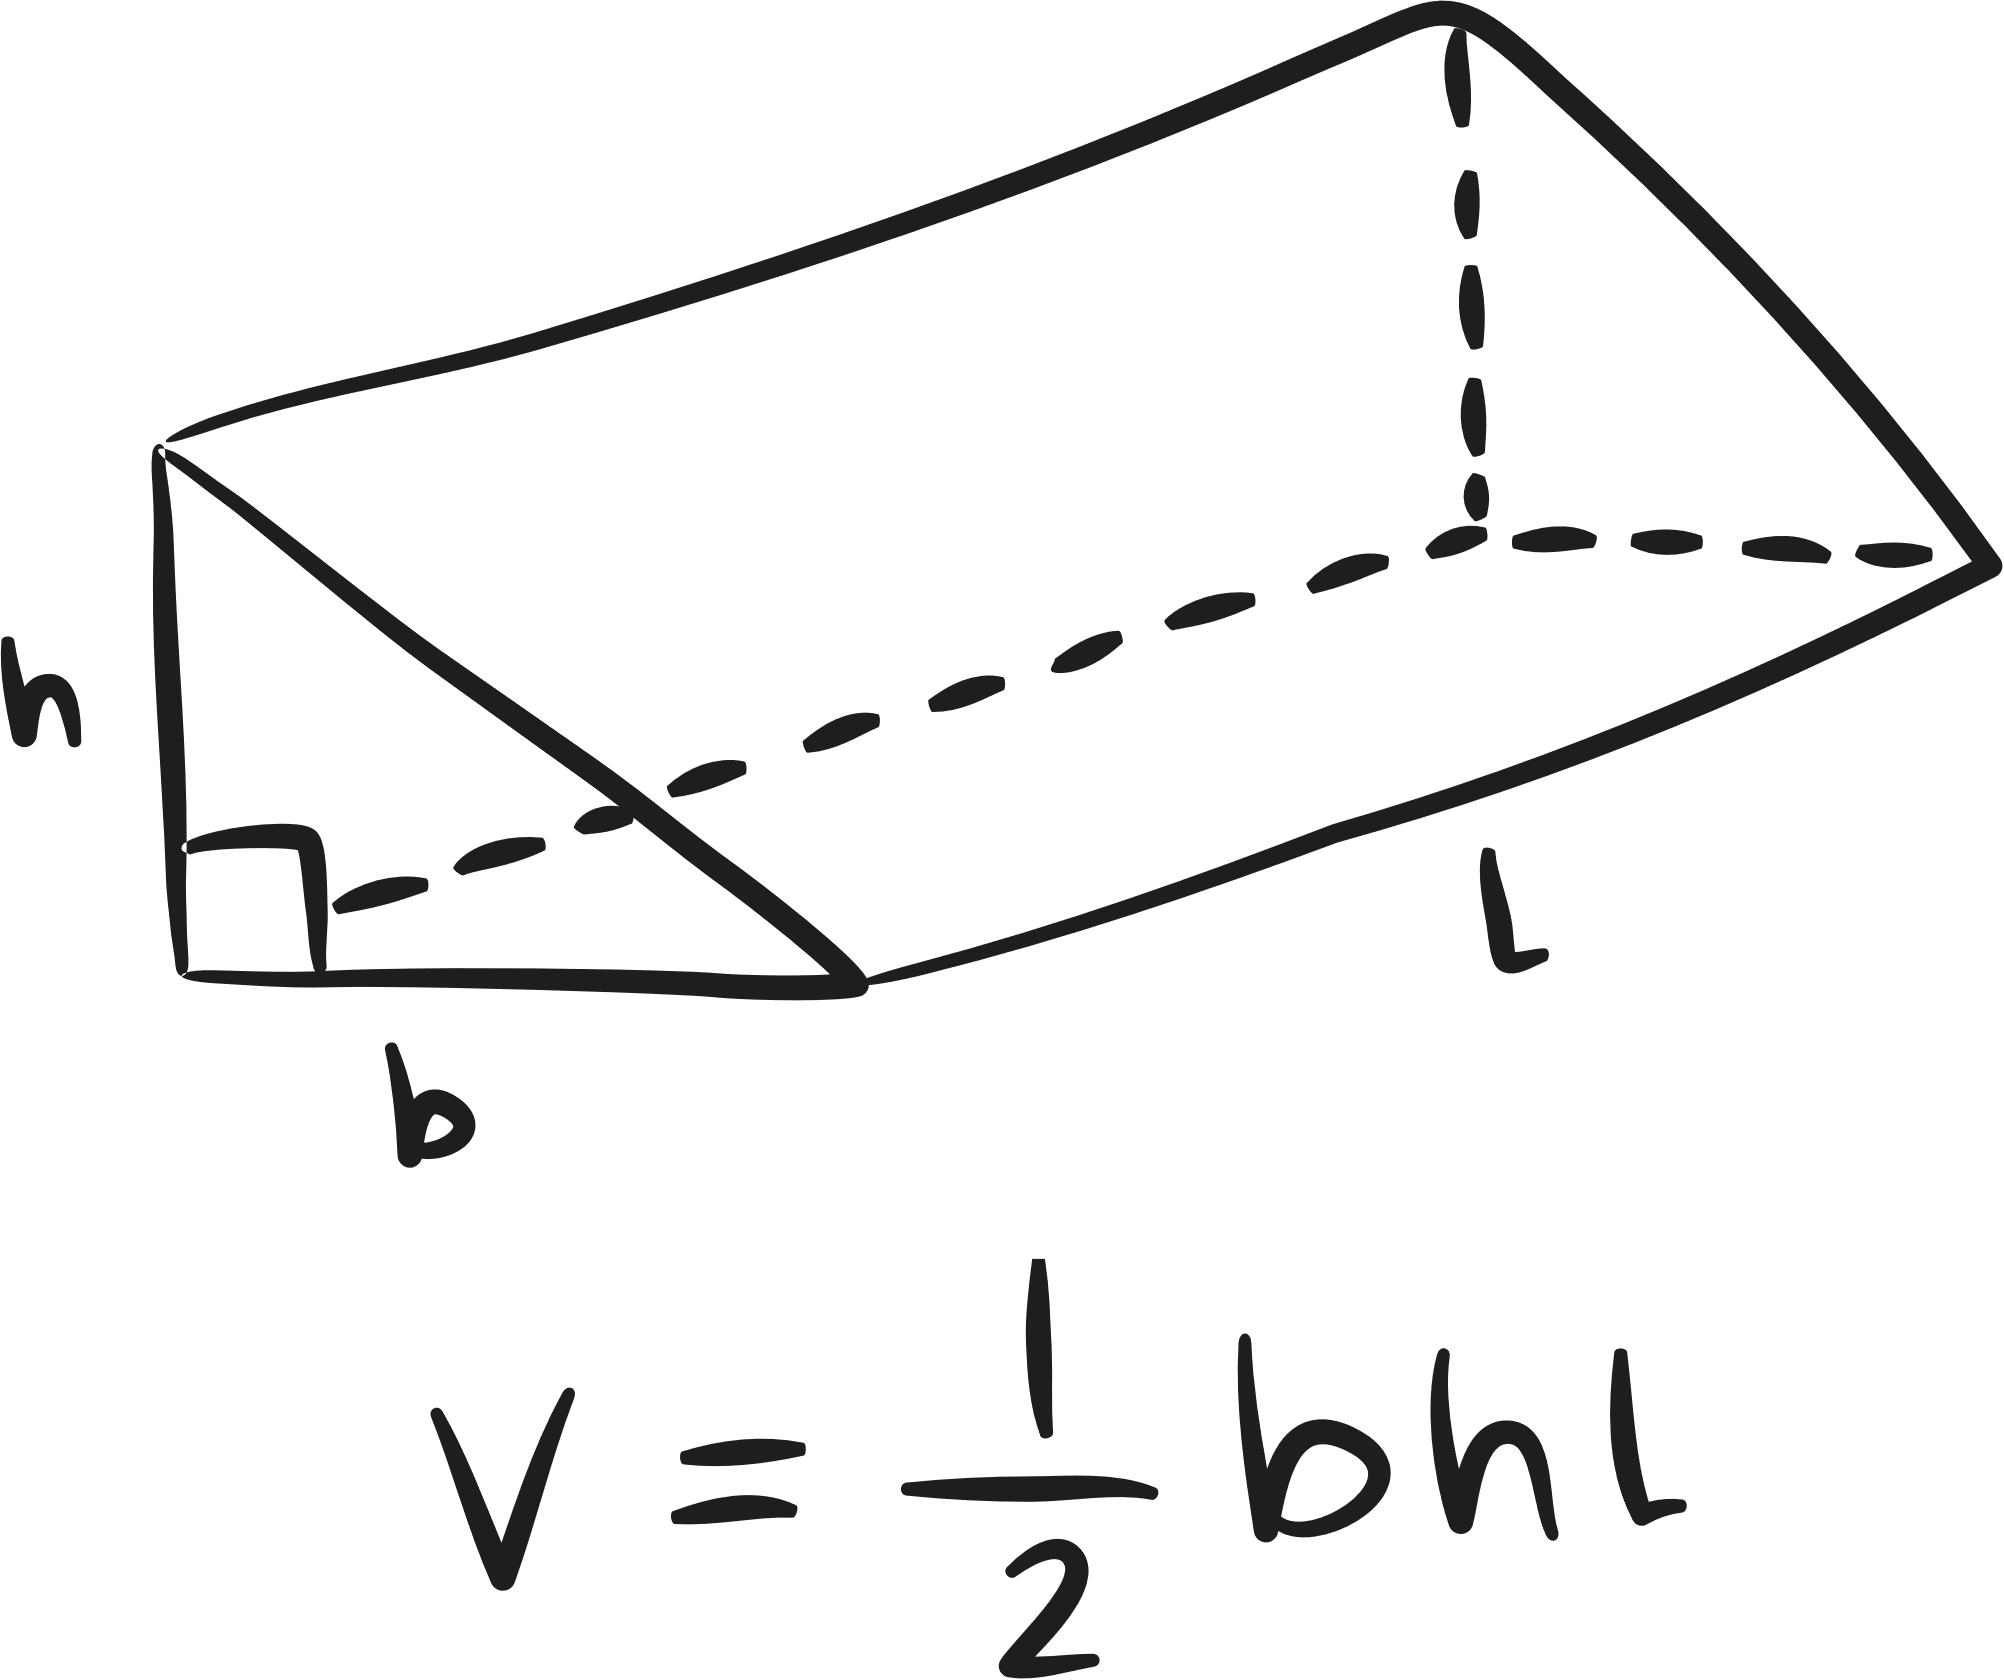 h
l
b
V = 1/2 bhl